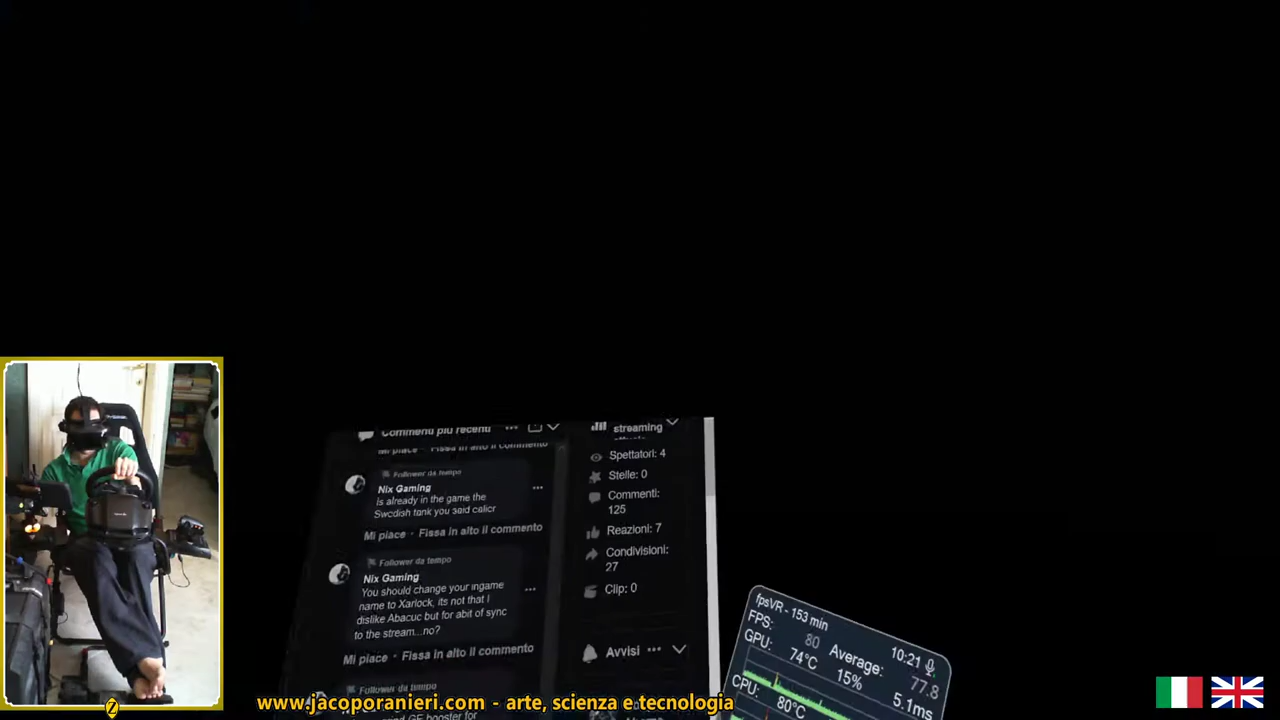 Commenti più recenti
Mi piace · Fissa in alto il commento
Follower da tempo
Nix Gaming
Is already in the game the
Swedish tank you said
Mi piace · Fissa in alto il commento
Follower da tempo
Nix Gaming
You should change your ingame
name to Xarlock, its not that I
dislike Abacuc but for abit of sync
to the stream...no?
Mi piace · Fissa in alto il commento
Follower da tempo
GF booster for
streaming
Spettatori: 4
Stelle: 0
Commenti:
125
Reazioni: 7
Condivisioni:
27
Clip: 0
Avvisi
fpsVR - 153 min
10:21
FPS: 80 Average: 77.8
GPU: 74°C 15% 5.1ms
CPU: 80°C
www.jacoporanieri.com - arte, scienza e tecnologia